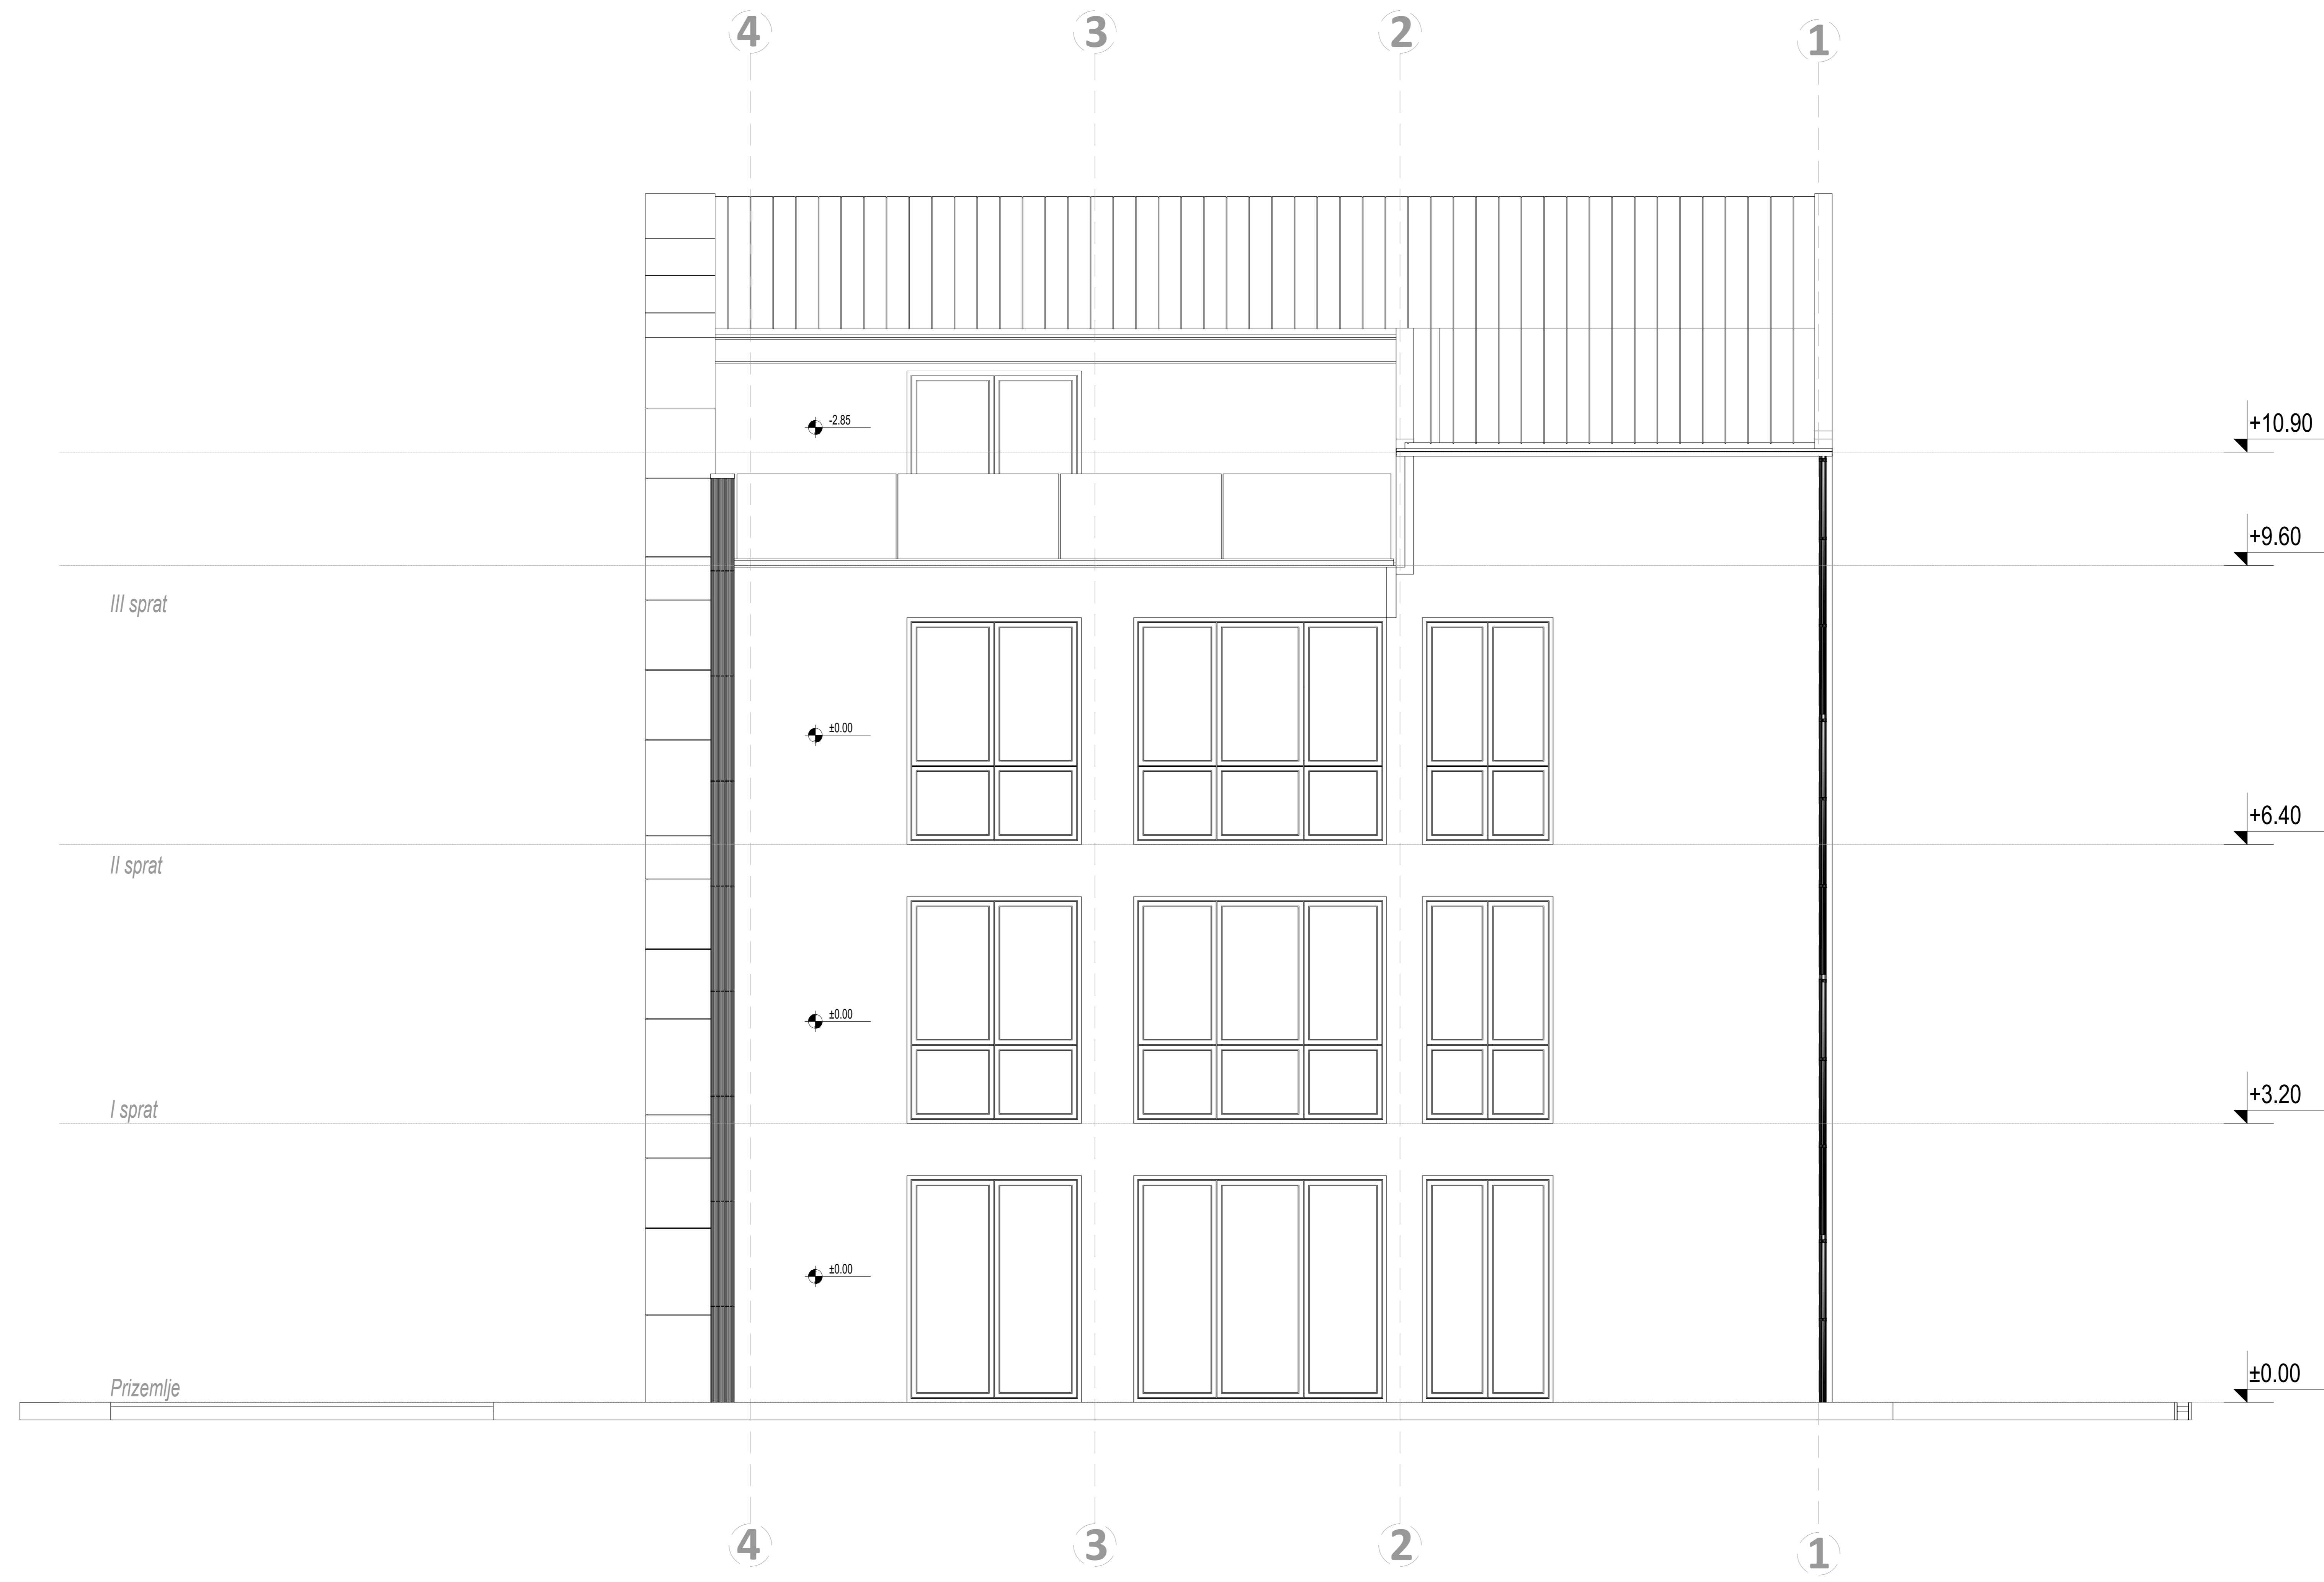 4 3 2 1
-2.85
+10.90
+9.60
III sprat
±0.00
+6.40
II sprat
±0.00
+3.20
I sprat
±0.00
±0.00
Prizemlje
4 3 2 1